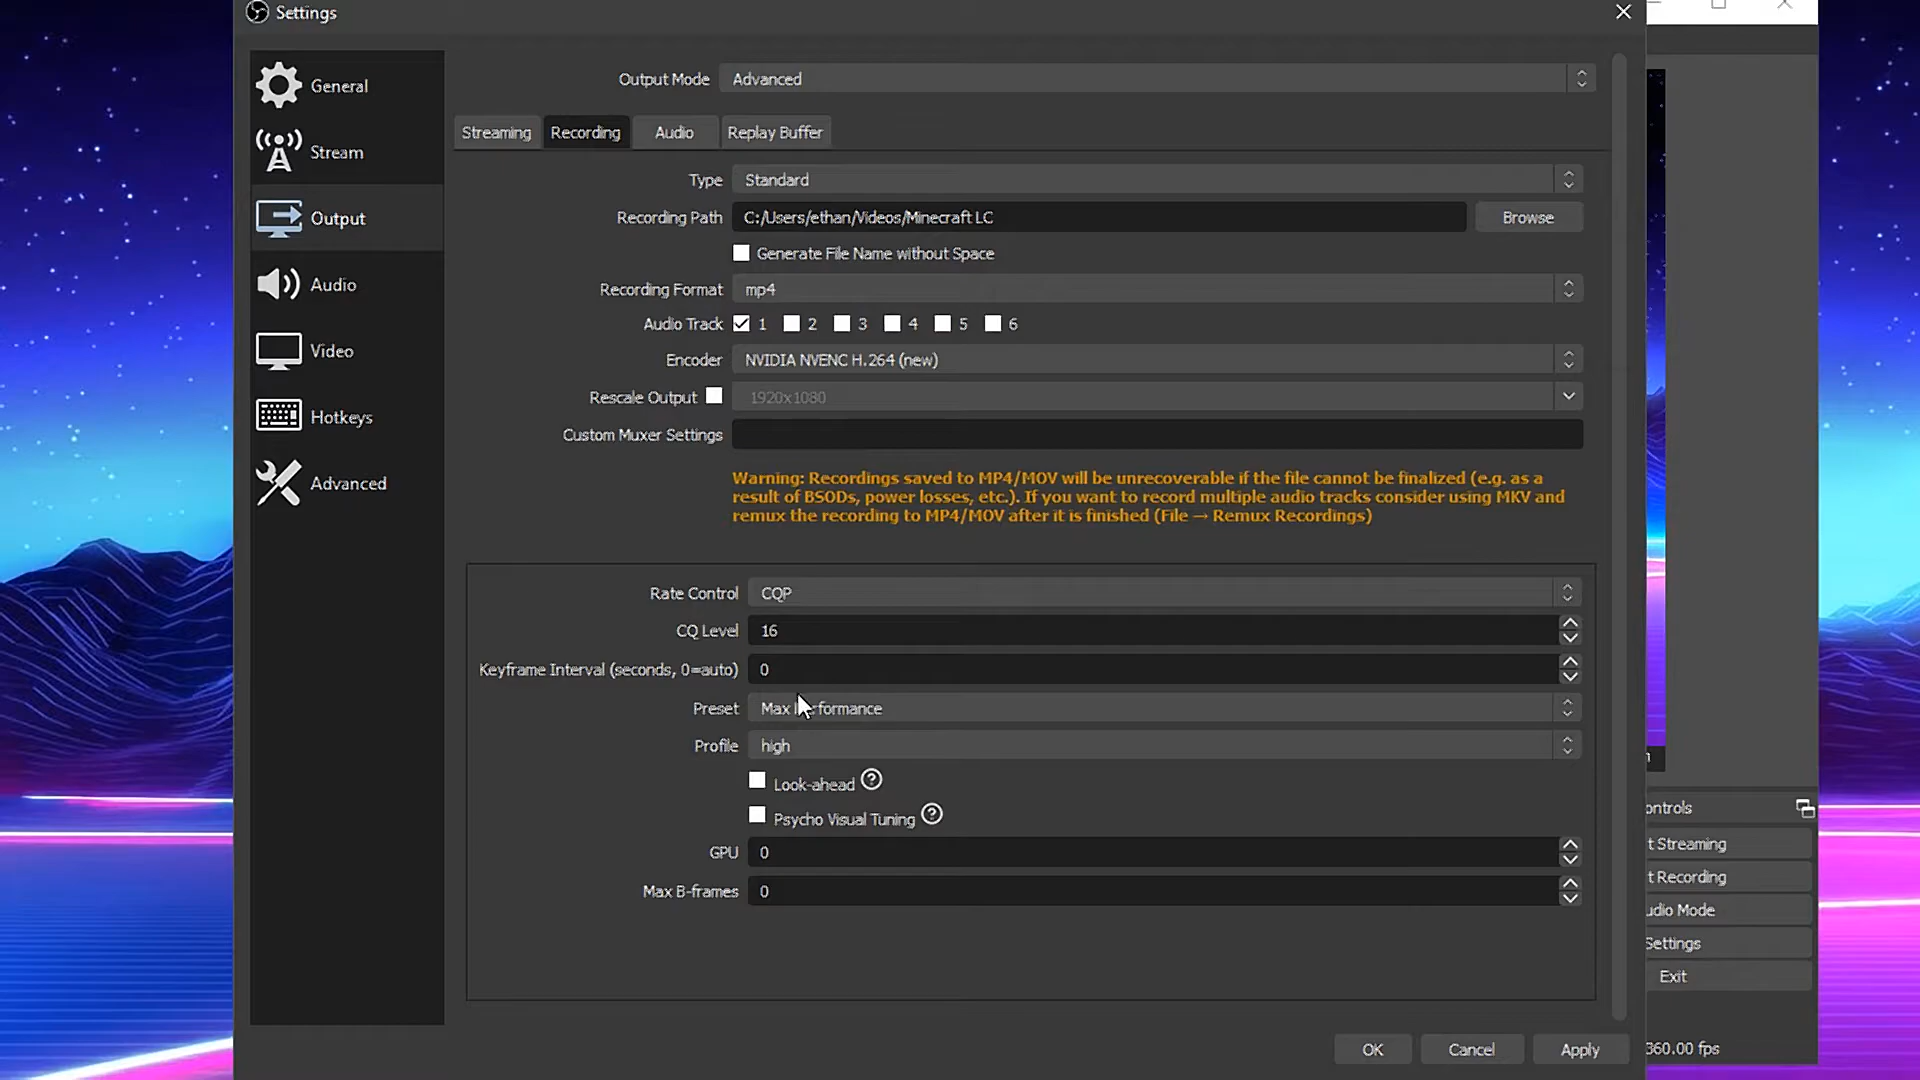 Settings
General
Stream
Output
Audio
Video
Hotkeys
Advanced
Output Mode Advanced
Streaming Recording Audio Replay Buffer
Type Standard
Recording Path C:/Users/ethan/Videos/Minecraft LC Browse
Generate File Name without Space
Recording Format mp4
Audio Track 1 2 3 4 5 6
Encoder NVIDIA NVENC H.264 (new)
Rescale Output 1920x1080
Custom Muxer Settings
Warning: Recordings saved to MP4/MOV will be unrecoverable if the file cannot be finalized (e.g. as a
result of BSODs, power losses, etc.). If you want to record multiple audio tracks consider using MKV and
remux the recording to MP4/MOV after it is finished (File → Remux Recordings)
Rate Control CQP
CQ Level 16
Keyframe Interval (seconds, 0=auto) 0
Preset Max rformance
Profile high
Look-ahead ?
Psycho Visual Tuning ?
GPU 0
Max B-frames 0
OK Cancel Apply
ontrols
t Streaming
t Recording
udio Mode
Settings
Exit
360.00 fps